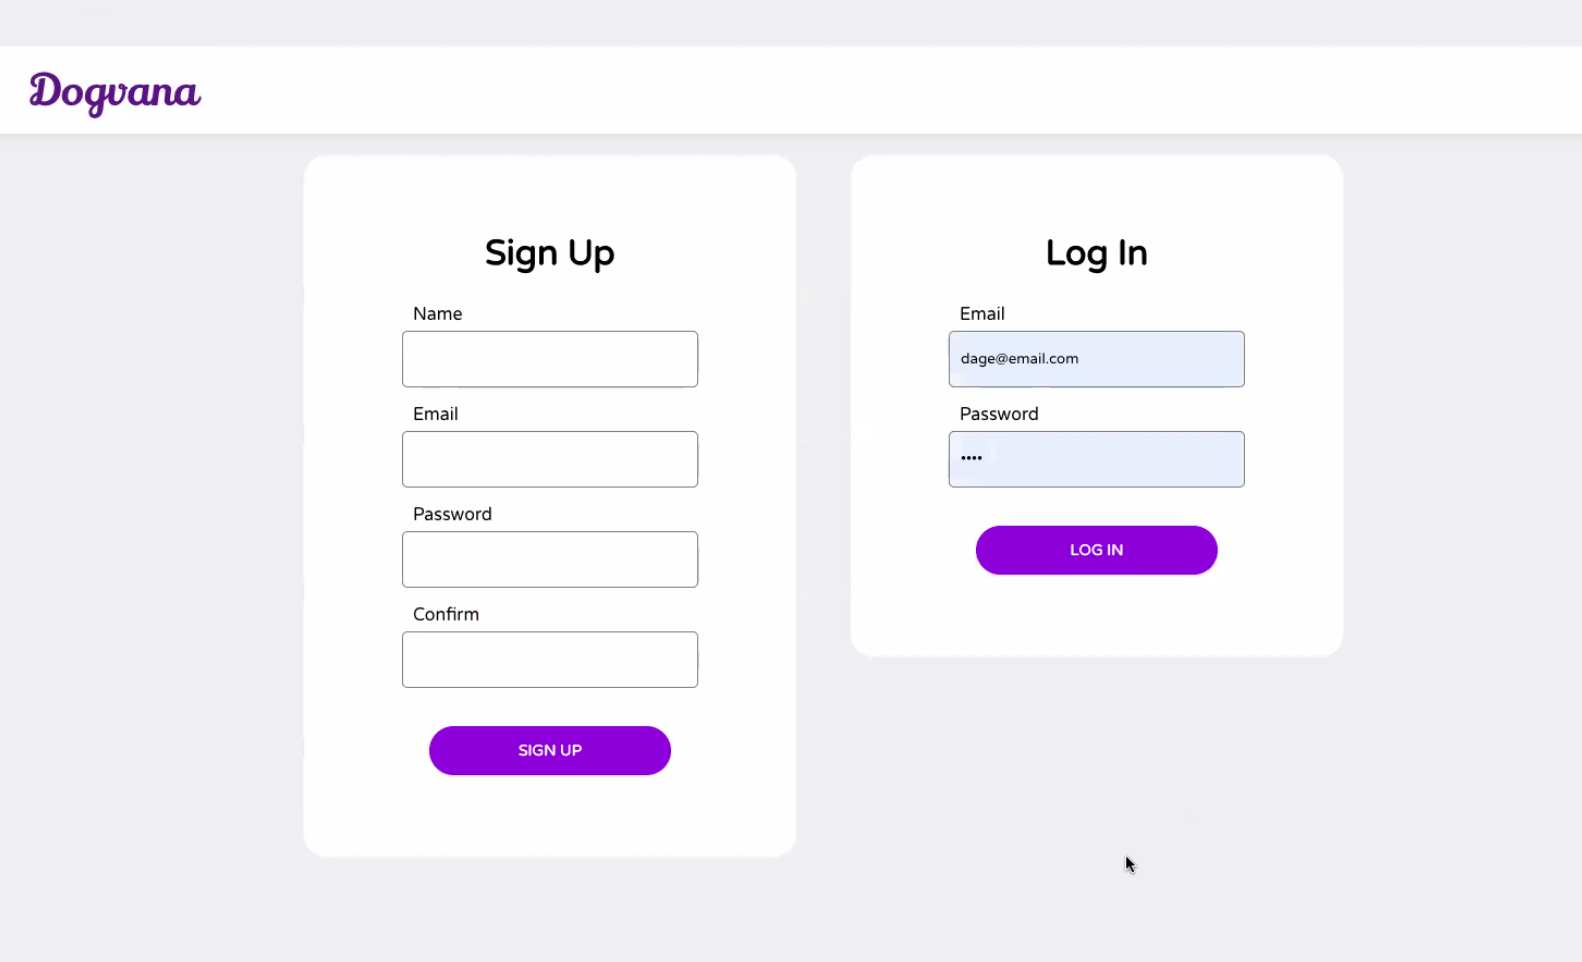 Dogvana
Sign Up
Name
Email
Password
Confirm
SIGN UP
Log In
Email
dage@email.com
Password
••••
LOG IN